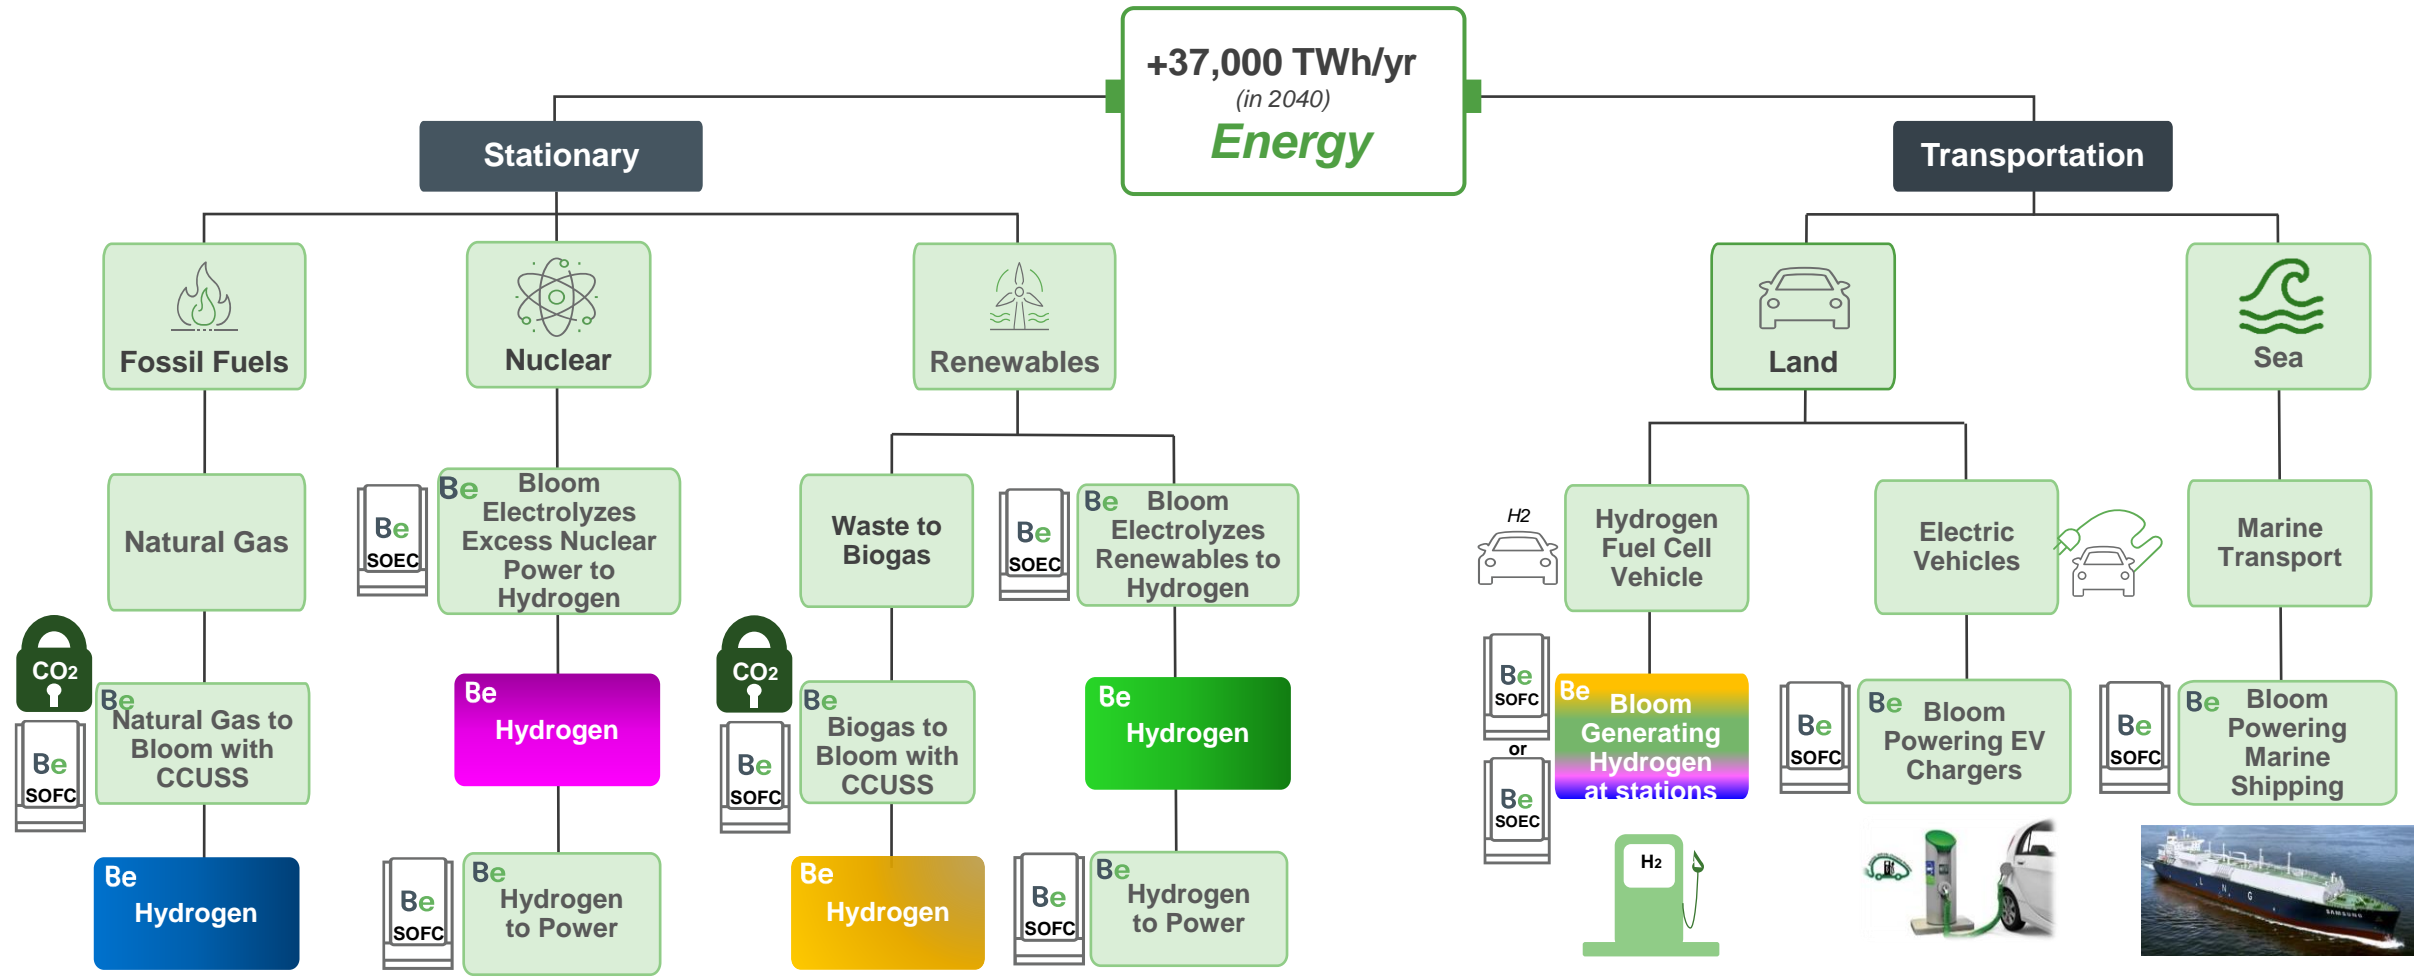 +37,000 TWh/yr
(in 2040)
Energy
Stationary
Transportation
Fossil Fuels
Nuclear
Renewables
Land
Sea
Natural Gas
Be
SOEC
Be
Bloom
Electrolyzes
Excess Nuclear
Power to
Hydrogen
Waste to
Biogas
Be
SOEC
Be
Bloom
Electrolyzes
Renewables to
Hydrogen
H2
Hydrogen
Fuel Cell
Vehicle
Electric
Vehicles
Marine
Transport
CO2
Be
SOFC
Be
Natural Gas to
Bloom with
CCUSS
Be
Hydrogen
CO2
Be
SOFC
Be
Biogas to
Bloom with
CCUSS
Be
Hydrogen
Be
SOFC
or
Be
SOEC
Be
Bloom
Generating
Hydrogen
at stations
Be
SOFC
Be
Bloom
Powering EV
Chargers
Be
SOFC
Be
Bloom
Powering
Marine
Shipping
Be
Hydrogen
Be
SOFC
Be
Hydrogen
to Power
Be
Hydrogen
Be
SOFC
Be
Hydrogen
to Power
H2
L N G
SAMSUNG